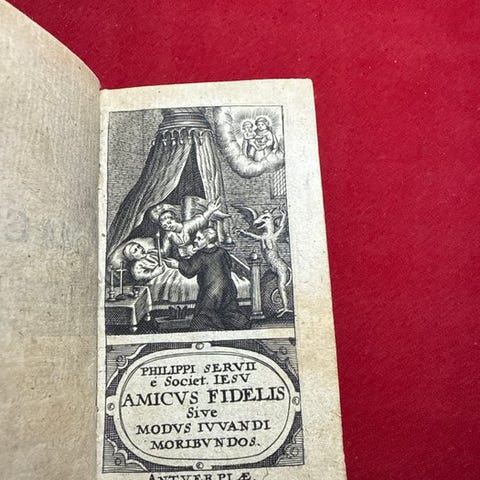 PHILIPPI SERVII
è Societ. IESV
AMICVS FIDELIS
Sive
MODVS IVVANDI
MORIBVNDOS.
ANTVERPIÆ.